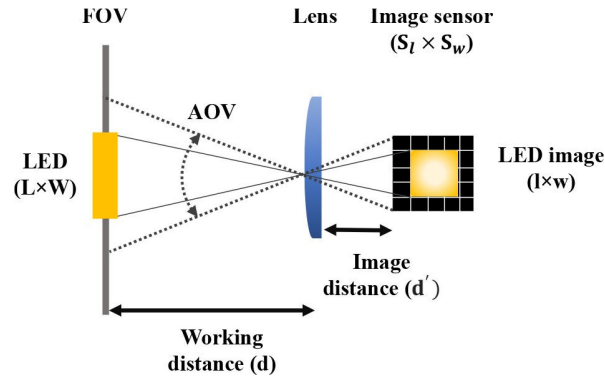 FOV
Lens
Image sensor
(S_l × S_w)
AOV
LED
(L×W)
LED image
(l×w)
Image
distance (d′)
Working
distance (d)